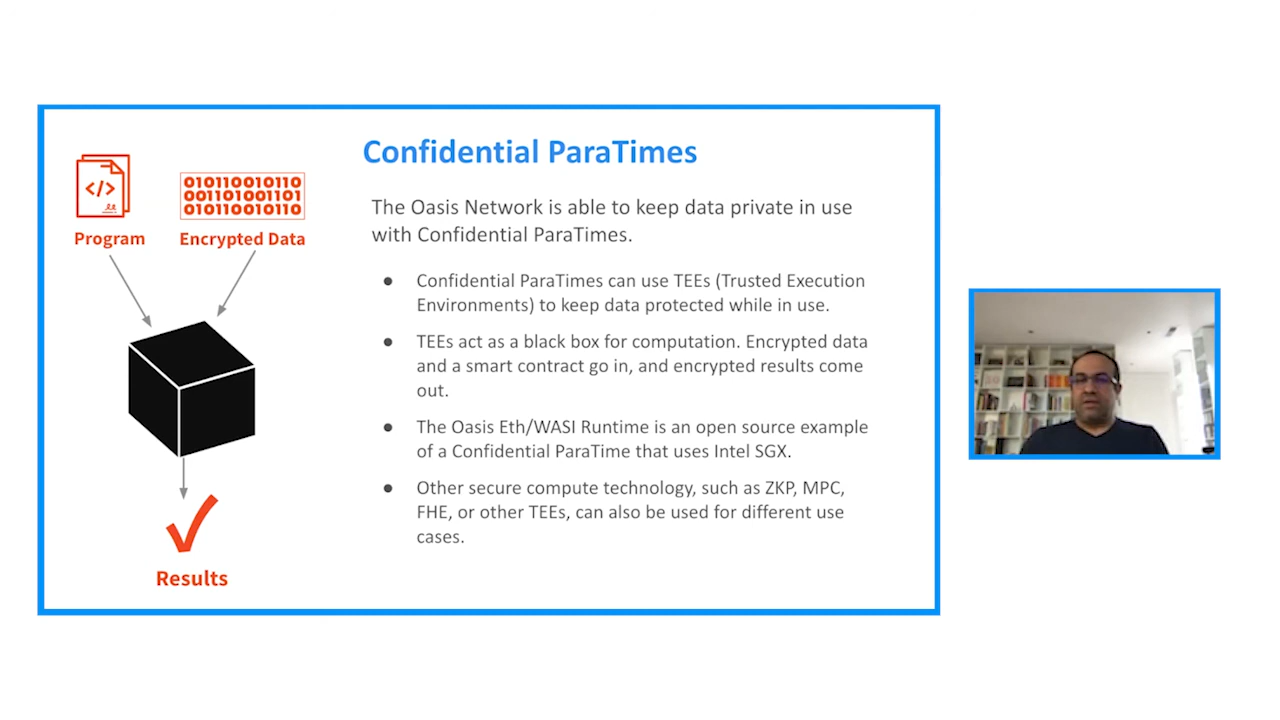 Confidential ParaTimes
The Oasis Network is able to keep data private in use
with Confidential ParaTimes.
● Confidential ParaTimes can use TEEs (Trusted Execution
Environments) to keep data protected while in use.
● TEEs act as a black box for computation. Encrypted data
and a smart contract go in, and encrypted results come
out.
● The Oasis Eth/WASI Runtime is an open source example
of a Confidential ParaTime that uses Intel SGX.
● Other secure compute technology, such as ZKP, MPC,
FHE, or other TEEs, can also be used for different use
cases.
</>
010110010110
001101001101
010110010110
Program
Encrypted Data
Results